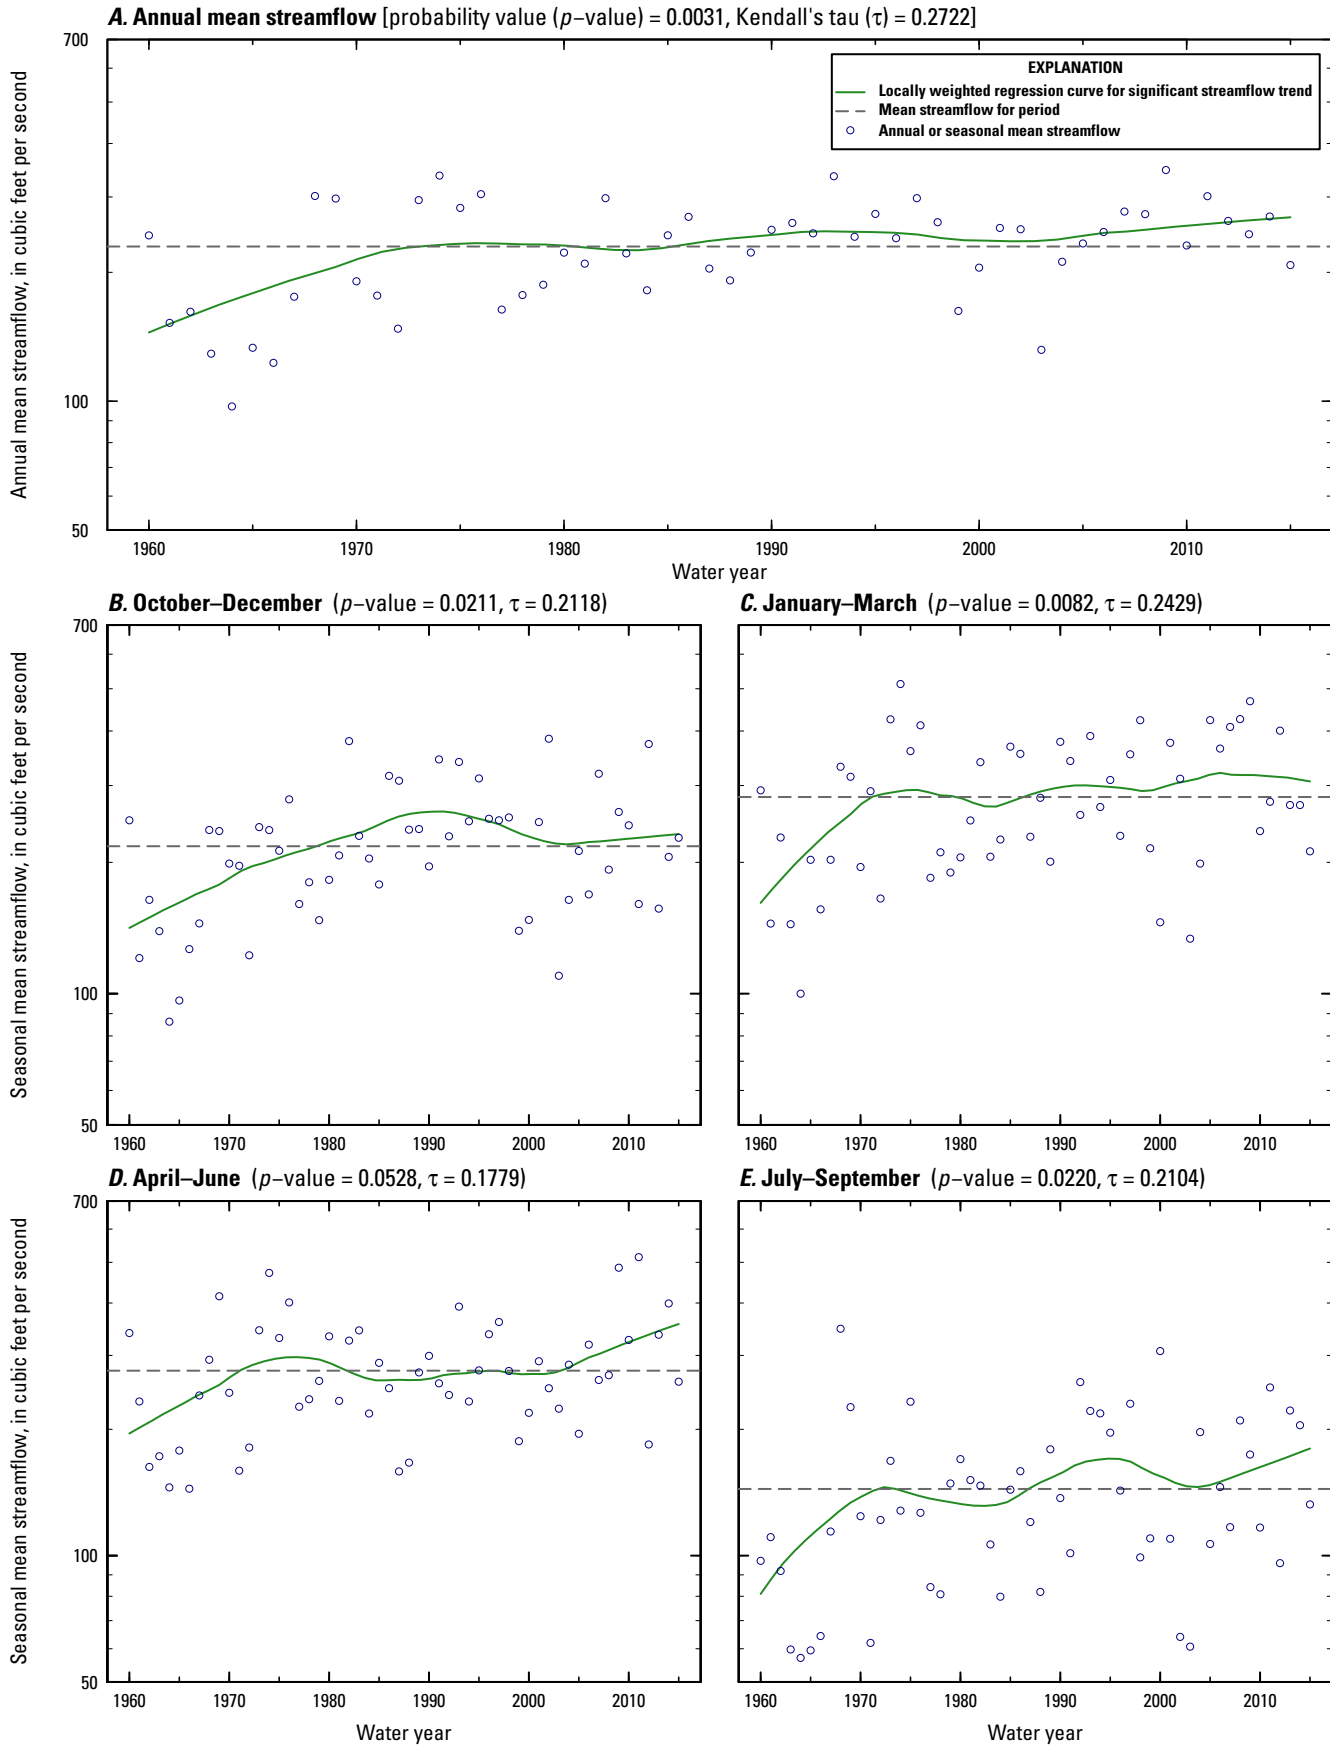 A. Annual mean streamflow [probability value (p–value) = 0.0031, Kendall's tau (τ) = 0.2722]
700
100
50
Annual mean streamflow, in cubic feet per second
EXPLANATION
Locally weighted regression curve for significant streamflow trend
Mean streamflow for period
Annual or seasonal mean streamflow
1960 1970 1980 1990 2000 2010
Water year
B. October–December (p–value = 0.0211, τ = 0.2118)
700
100
50
Seasonal mean streamflow, in cubic feet per second
1960 1970 1980 1990 2000 2010
C. January–March (p–value = 0.0082, τ = 0.2429)
1960 1970 1980 1990 2000 2010
D. April–June (p–value = 0.0528, τ = 0.1779)
700
100
50
Seasonal mean streamflow, in cubic feet per second
1960 1970 1980 1990 2000 2010
Water year
E. July–September (p–value = 0.0220, τ = 0.2104)
1960 1970 1980 1990 2000 2010
Water year